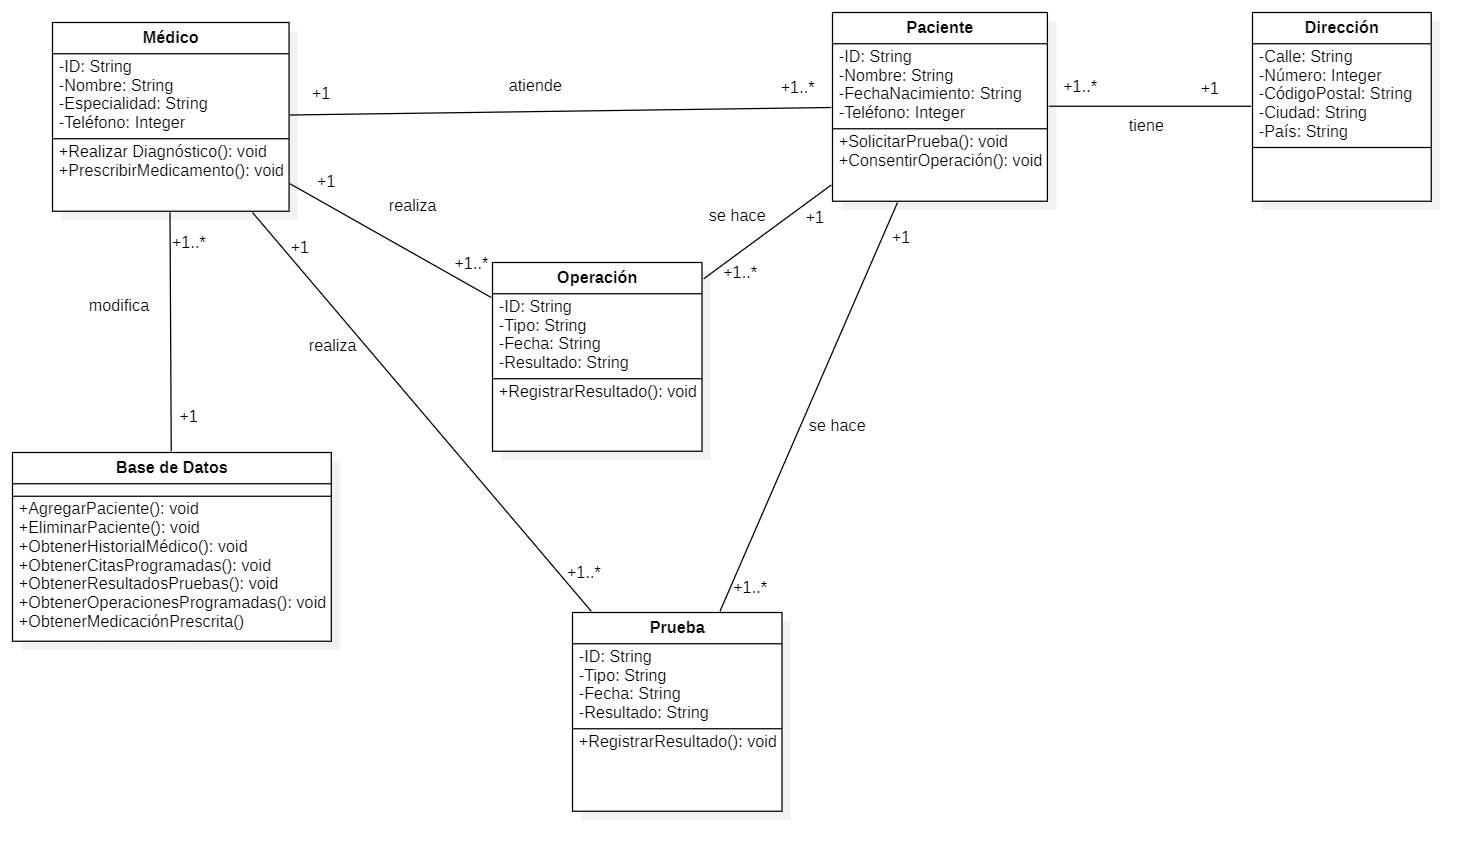 Médico
-ID: String
-Nombre: String
-Especialidad: String
-Teléfono: Integer
+Realizar Diagnóstico(): void
+PrescribirMedicamento(): void
+1
atiende
+1..*
Paciente
-ID: String
-Nombre: String
-FechaNacimiento: String
-Teléfono: Integer
+SolicitarPrueba(): void
+ConsentirOperación(): void
+1..*
+1
tiene
Dirección
-Calle: String
-Número: Integer
-CódigoPostal: String
-Ciudad: String
-País: String
+1
realiza
+1..*
se hace
+1
+1..*
Operación
-ID: String
-Tipo: String
-Fecha: String
-Resultado: String
+RegistrarResultado(): void
+1..*
modifica
+1
+1
realiza
+1..*
+1
se hace
+1..*
Base de Datos
+AgregarPaciente(): void
+EliminarPaciente(): void
+ObtenerHistorialMédico(): void
+ObtenerCitasProgramadas(): void
+ObtenerResultadosPruebas(): void
+ObtenerOperacionesProgramadas(): void
+ObtenerMedicaciónPrescrita()
Prueba
-ID: String
-Tipo: String
-Fecha: String
-Resultado: String
+RegistrarResultado(): void